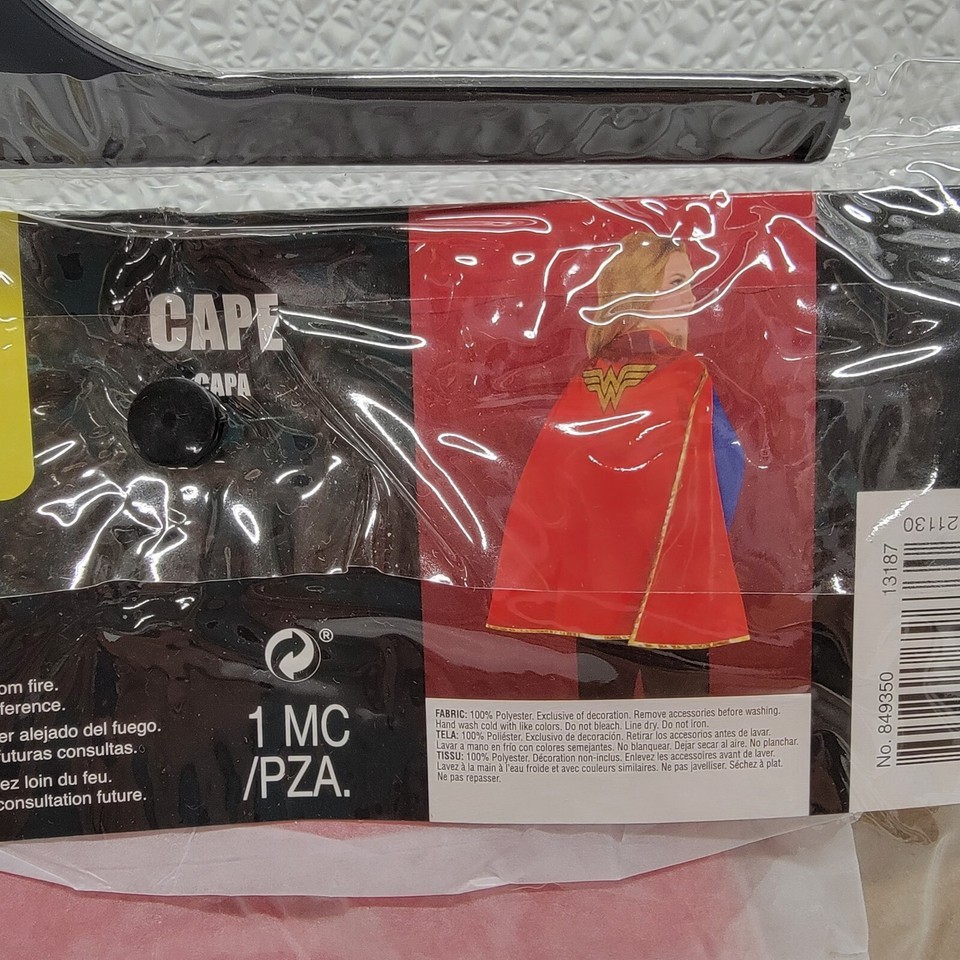 CAPE
CAPA
om fire.
ference.
er alejado del fuego.
futuras consultas.
ez loin du feu.
consultation future.
®
1 MC
/PZA.
FABRIC: 100% Polyester. Exclusive of decoration. Remove accessories before washing.
Hand wash cold with like colors. Do not bleach. Line dry. Do not iron.
TELA: 100% Poliéster. Exclusivo de decoración. Retirar los accesorios antes de lavar.
Lavar a mano en frío con colores semejantes. No blanquear. Dejar secar al aire. No planchar.
TISSU: 100% Polyester. Décoration non-inclus. Enlevez les accessoires avant de laver.
Lavez à la main à l'eau froide et avec couleurs similaires. Ne pas javelliser. Séchez à plat.
Ne pas repasser.
21130
13187
No. 849350